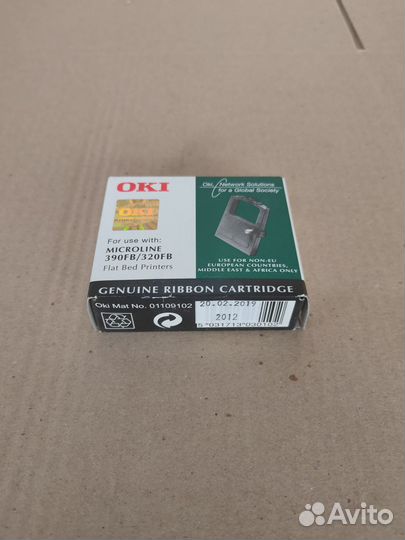 OKI
Oki, Network Solutions
for a Global Society
OKI
For use with:
MICROLINE
390FB/320FB
Flat Bed Printers
USE FOR NON-EU
EUROPEAN COUNTRIES,
MIDDLE EAST & AFRICA ONLY
GENUINE RIBBON CARTRIDGE
Oki Mat No. 01109102
20.02.2019
2012
5 031713 030102
Avito